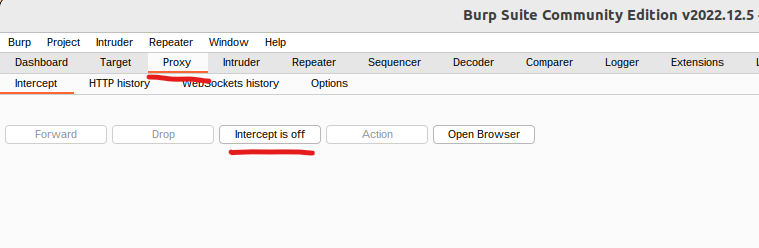 Burp Suite Community Edition v2022.12.5 -
Burp Project Intruder Repeater Window Help
Dashboard Target Proxy Intruder Repeater Sequencer Decoder Comparer Logger Extensions
Intercept HTTP history WebSockets history Options
Forward Drop Intercept is off Action Open Browser